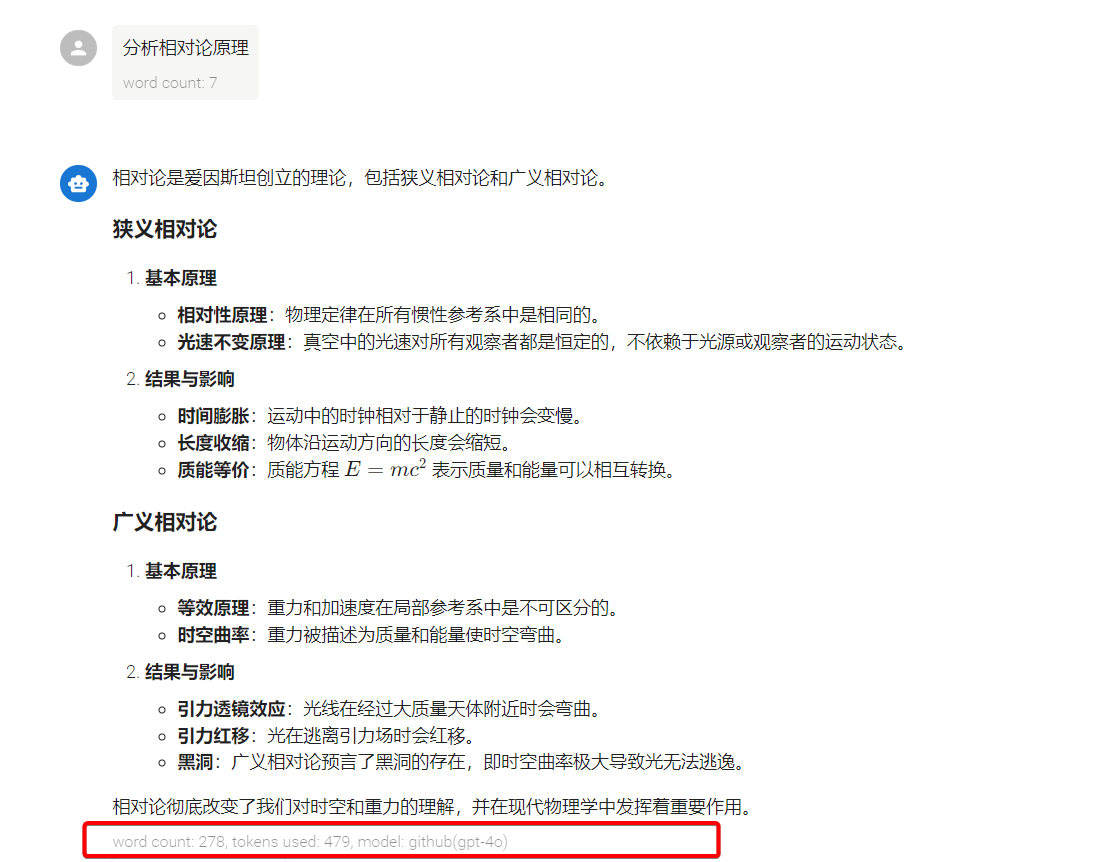 分析相对论原理
word count: 7
相对论是爱因斯坦创立的理论，包括狭义相对论和广义相对论。
狭义相对论
1. 基本原理
相对性原理：物理定律在所有惯性参考系中是相同的。
光速不变原理：真空中的光速对所有观察者都是恒定的，不依赖于光源或观察者的运动状态。
2. 结果与影响
时间膨胀：运动中的时钟相对于静止的时钟会变慢。
长度收缩：物体沿运动方向的长度会缩短。
质能等价：质能方程 E = mc² 表示质量和能量可以相互转换。
广义相对论
1. 基本原理
等效原理：重力和加速度在局部参考系中是不可区分的。
时空曲率：重力被描述为质量和能量使时空弯曲。
2. 结果与影响
引力透镜效应：光线在经过大质量天体附近时会弯曲。
引力红移：光在逃离引力场时会红移。
黑洞：广义相对论预言了黑洞的存在，即时空曲率极大导致光无法逃逸。
相对论彻底改变了我们对时空和重力的理解，并在现代物理学中发挥着重要作用。
word count: 278, tokens used: 479, model: github(gpt-4o)